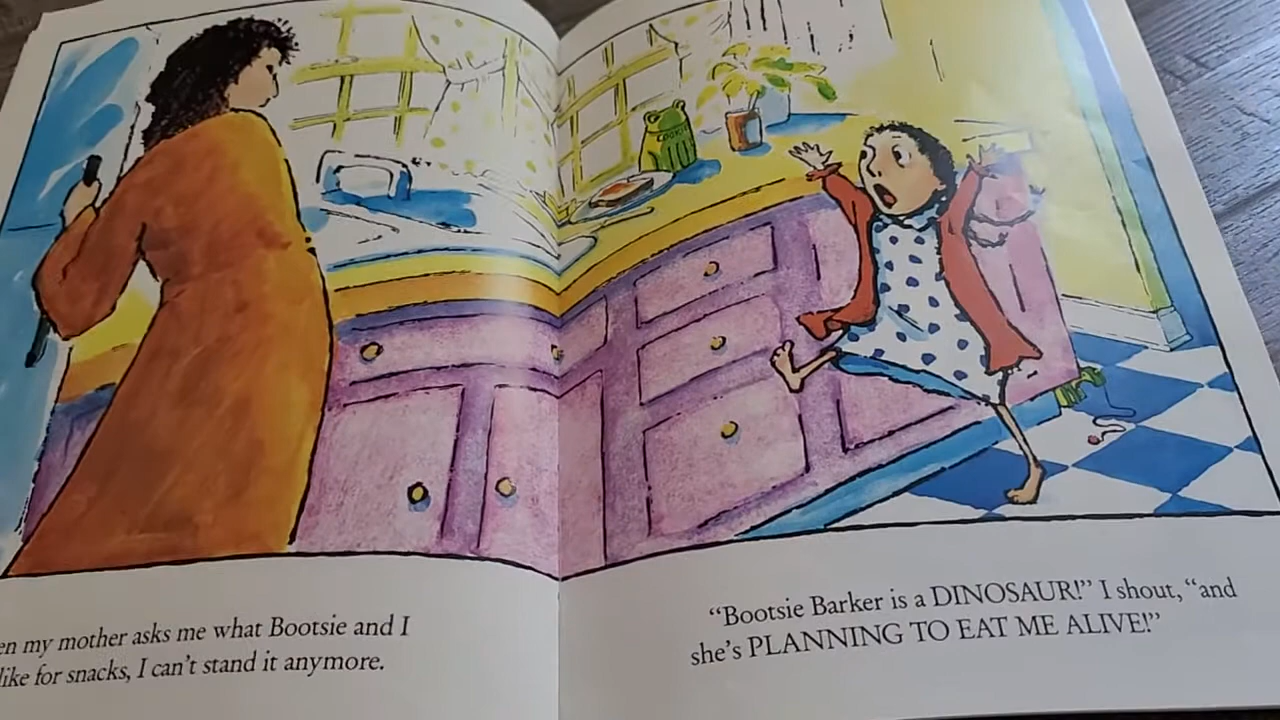 COOKIE
en my mother asks me what Bootsie and I
like for snacks, I can't stand it anymore.
“Bootsie Barker is a DINOSAUR!” I shout, “and
she's PLANNING TO EAT ME ALIVE!”